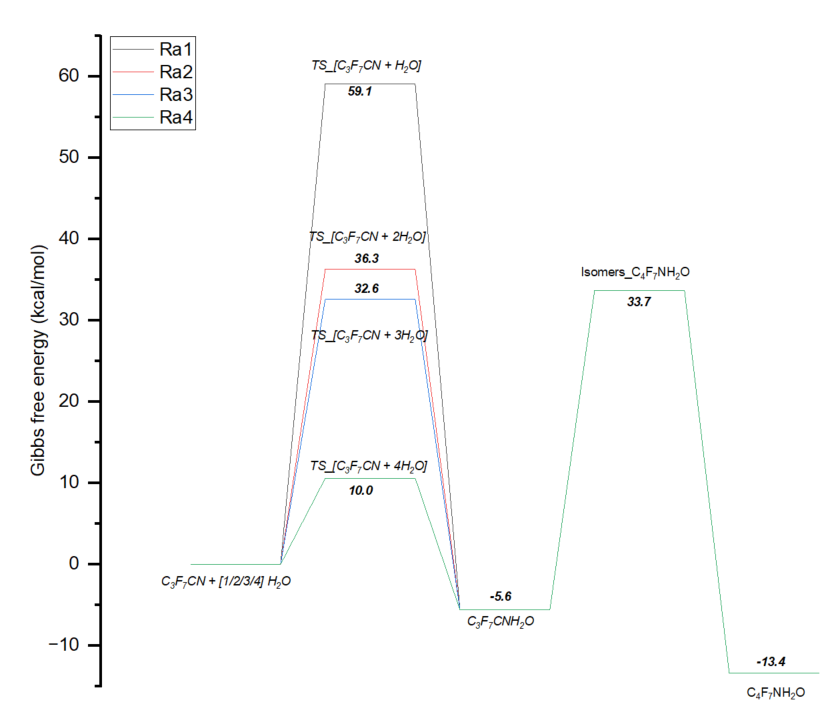 Ra1
Ra2
Ra3
Ra4
Gibbs free energy (kcal/mol)
60
50
40
30
20
10
0
−10
TS_[C₃F₇CN + H₂O]
59.1
TS_[C₃F₇CN + 2H₂O]
36.3
32.6
TS_[C₃F₇CN + 3H₂O]
TS_[C₃F₇CN + 4H₂O]
10.0
C₃F₇CN + [1/2/3/4] H₂O
-5.6
C₃F₇CNH₂O
Isomers_C₄F₇NH₂O
33.7
-13.4
C₄F₇NH₂O